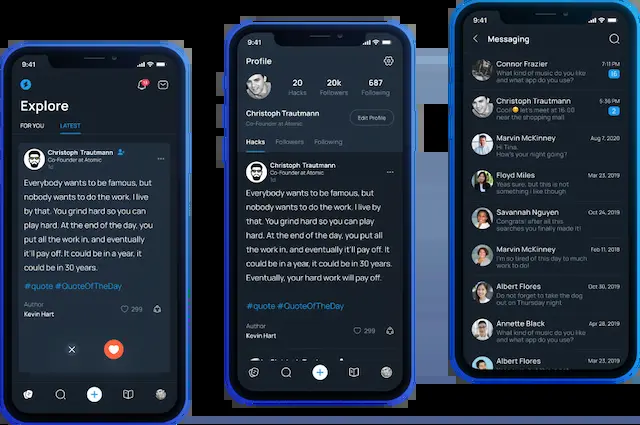 9:41
Explore
FOR YOU
LATEST
Christoph Trautmann
Co-Founder at Atomic
1d
Everybody wants to be famous, but
nobody wants to do the work. I live
by that. You grind hard so you can
play hard. At the end of the day, you
put all the work in, and eventually
it'll pay off. It could be in a year, it
could be in 30 years.
#quote #QuoteOfTheDay
Author
Kevin Hart
299
9:41
Profile
20 20k 687
Hacks Followers Following
Christoph Trautmann
Co-Founder at Atomic
Edit Profile
Hacks Followers Following
Christoph Trautmann
Co-Founder at Atomic
1d
Everybody wants to be famous, but
nobody wants to do the work. I live
by that. You grind hard so you can
play hard. At the end of the day, you
put all the work in, and eventually
it'll pay off. It could be in a year, it
could be in 30 years.
Eventually, your hard work will pay off.
#quote #QuoteOfTheDay
Author
Kevin Hart
299
9:41
Messaging
Connor Frazier 7:11 PM
What kind of music do you like
and what app do you use?
16
Christoph Trautmann 5:36 PM
Cool😁 let's meet at 16:00
near the shopping mall
2
Marvin McKinney Aug 7, 2020
Hi Tina.
How's your night going?
Floyd Miles Mar 23, 2019
Yeas sure, but this is not
something i like though
Savannah Nguyen Oct 24, 2019
Congrats! after all this
searches you finally made it!
Marvin McKinney Feb 11, 2018
I'm so tired of this day to much
work to do!
Albert Flores Oct 30, 2019
Do not forget to take the dog
out on Thursday night
Annette Black Apr 28, 2019
What kind of music do you like
and what app do you use?
Albert Flores Mar 23, 2019